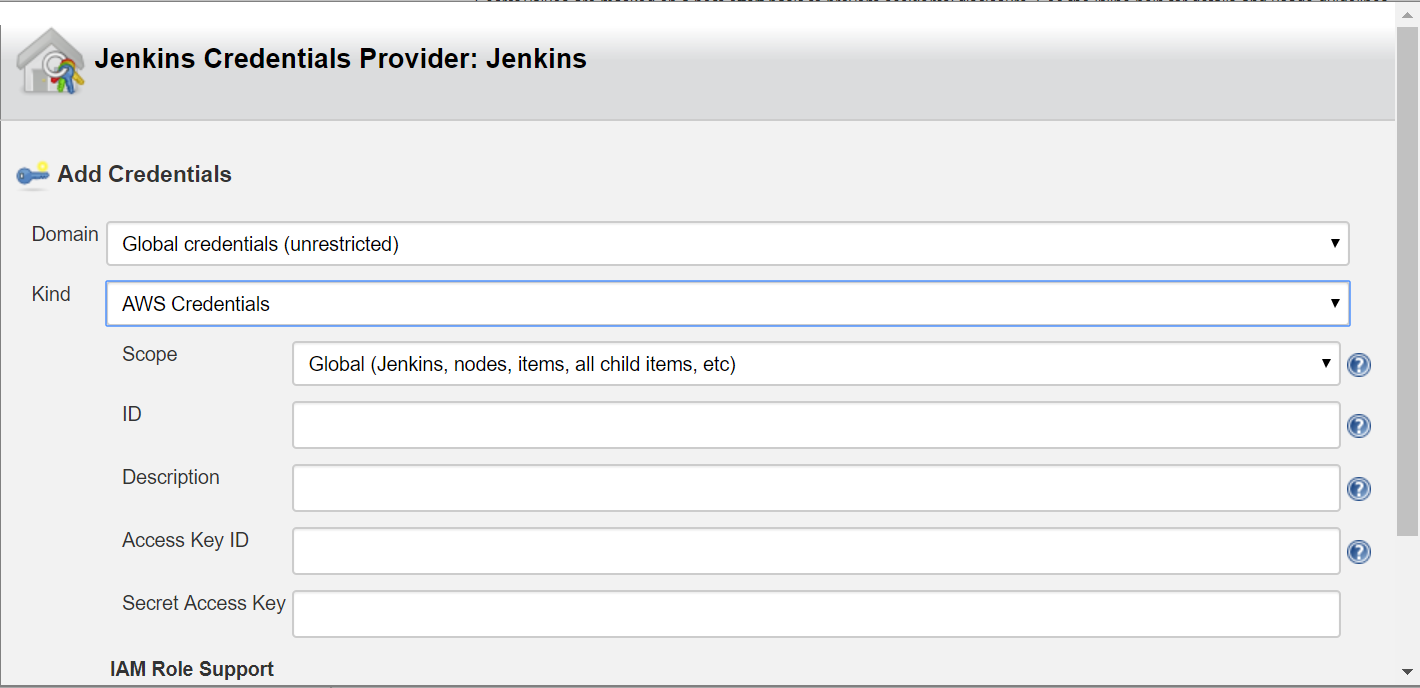 Jenkins Credentials Provider: Jenkins
Add Credentials
Domain
Global credentials (unrestricted)
Kind
AWS Credentials
Scope
Global (Jenkins, nodes, items, all child items, etc)
ID
Description
Access Key ID
Secret Access Key
IAM Role Support